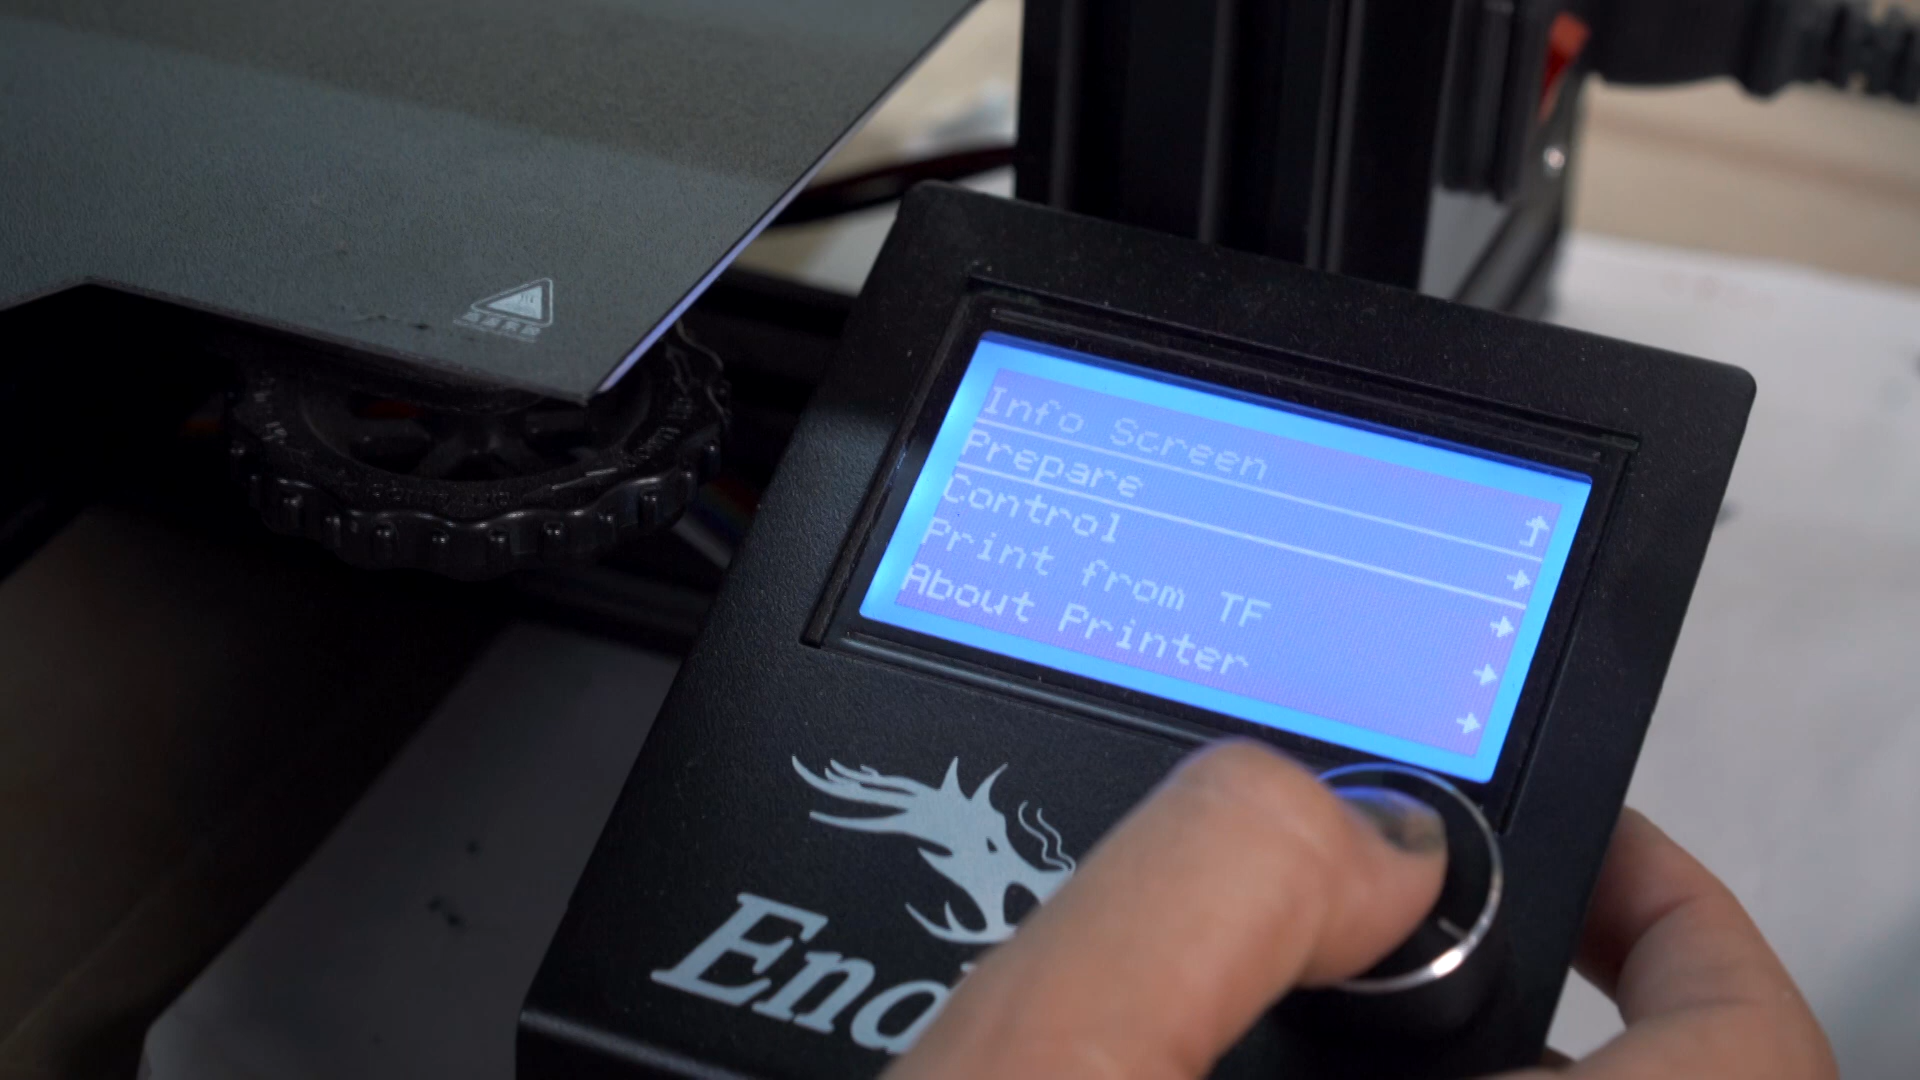 Info Screen
Prepare
Control
Print from TF
About Printer